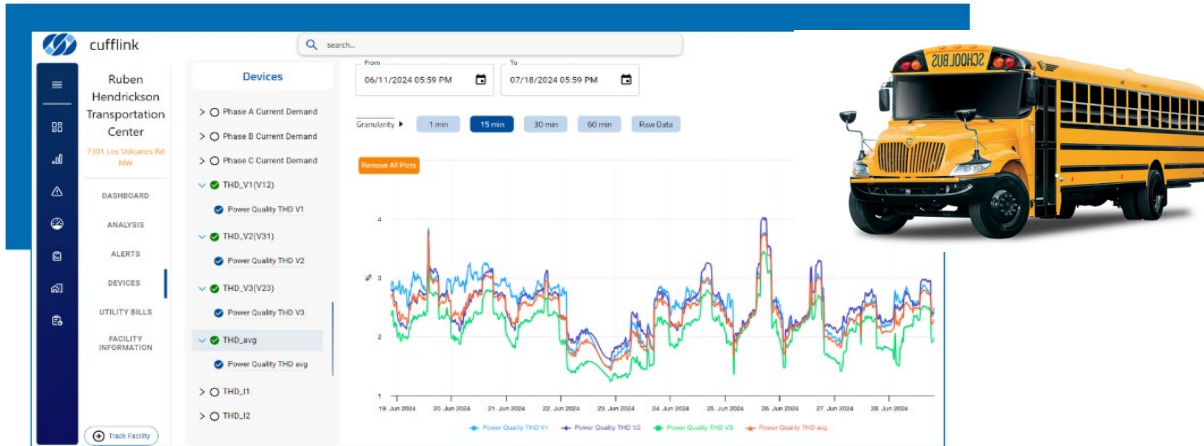 cufflink
search..
Ruben
Hendrickson
Transportation
Center
7301 Los Volcanes Rd
NW
DASHBOARD
ANALYSIS
ALERTS
DEVICES
UTILITY BILLS
FACILITY
INFORMATION
Track Facility
Devices
Phase A Current Demand
Phase B Current Demand
Phase C Current Demand
THD_V1(V12)
Power Quality THD V1
THD_V2(V31)
Power Quality THD V2
THD_V3(V23)
Power Quality THD V3
THD_avg
Power Quality THD avg
THD_I1
THD_I2
From
06/11/2024 05:59 PM
To
07/18/2024 05:59 PM
Granularity
1 min 15 min 30 min 60 min Raw Data
Remove All Plots
%
4
3
2
1
19. Jun 2024 20. Jun 2024 21. Jun 2024 22. Jun 2024 23. Jun 2024 24. Jun 2024 25. Jun 2024 26. Jun 2024 27. Jun 2024 28. Jun 2024
Power Quality THD V1 Power Quality THD V2 Power Quality THD V3 Power Quality THD avg
SCHOOL BUS